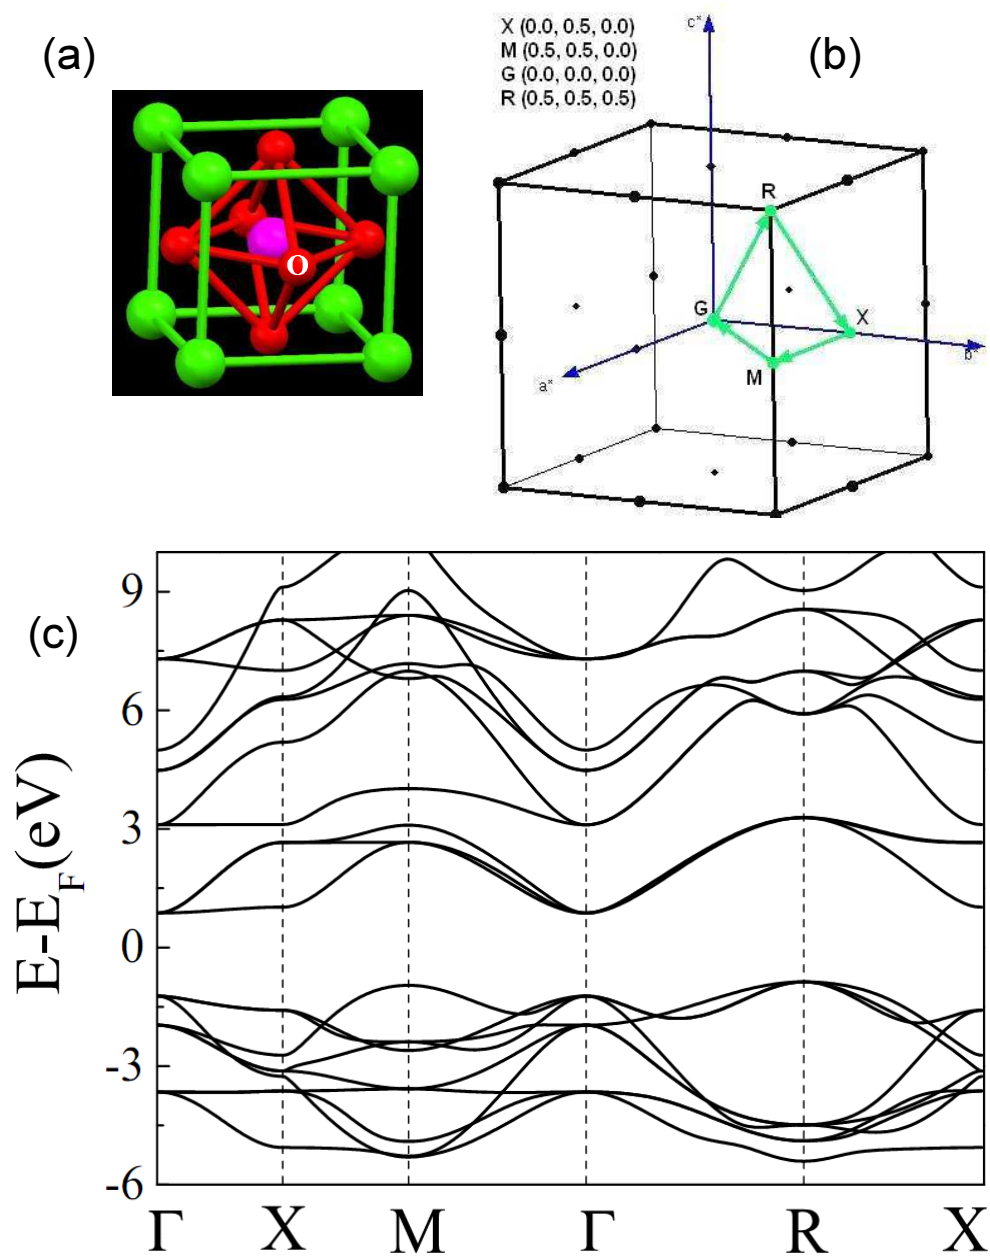 (a)
O
X (0.0, 0.5, 0.0)
M (0.5, 0.5, 0.0)
G (0.0, 0.0, 0.0)
R (0.5, 0.5, 0.5)
(b)
c*
R
G
X
b*
a*
M
(c)
E-E_F (eV)
9
6
3
0
-3
-6
Γ X M Γ R X